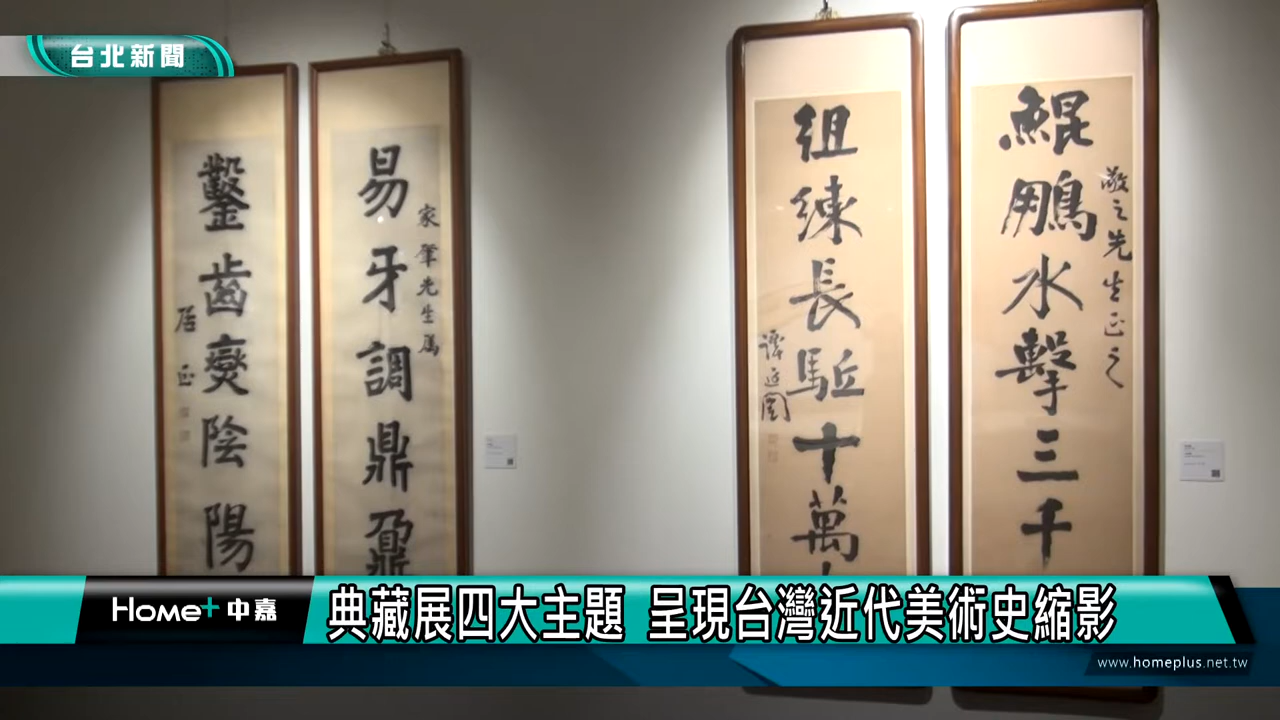 台北新聞
鯤鵬水擊三千
敬之先生正之
組練長駈十萬
譚延闓
易牙調鼎鼐
家肇先生属
鑿齒燮陰陽
居正
Home+中嘉
典藏展四大主題 呈現台灣近代美術史縮影
www.homeplus.net.tw